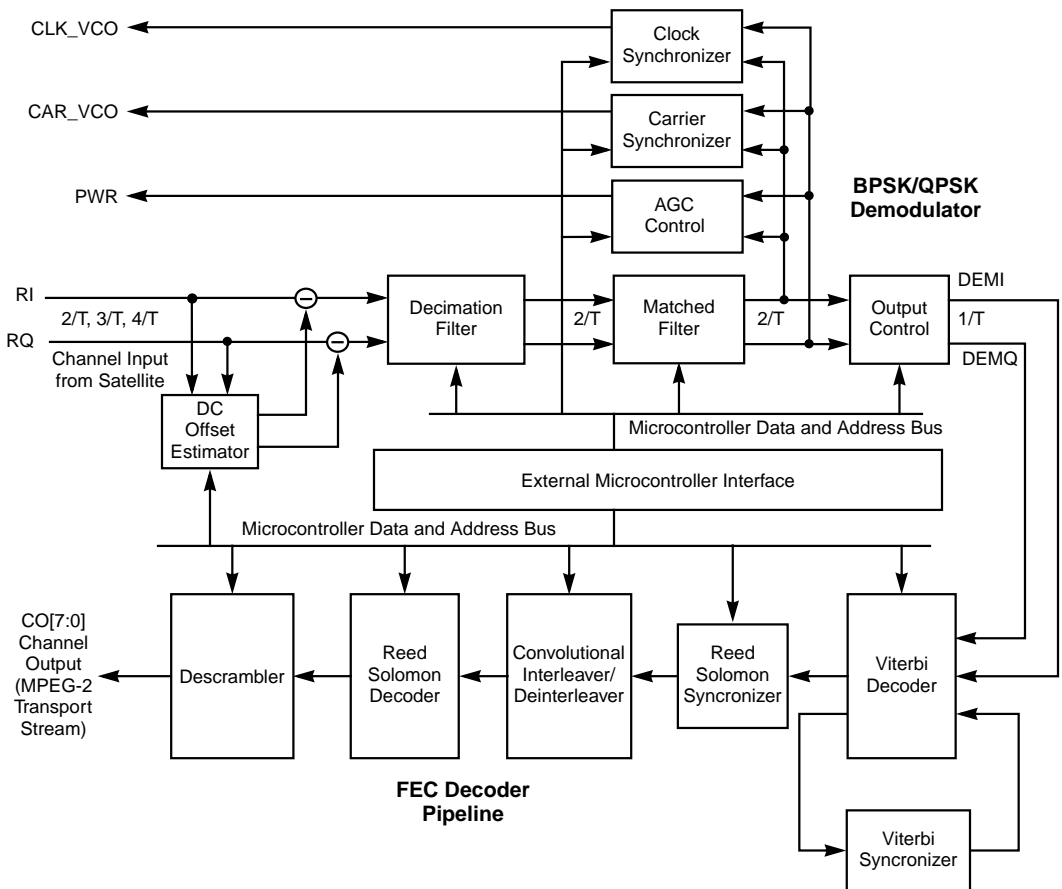 CLK_VCO
Clock
Synchronizer
CAR_VCO
Carrier
Synchronizer
PWR
AGC
Control
BPSK/QPSK
Demodulator
RI
2/T, 3/T, 4/T
RQ
Channel Input
from Satellite
Decimation
Filter
2/T
Matched
Filter
2/T
Output
Control
DEMI
1/T
DEMQ
DC
Offset
Estimator
Microcontroller Data and Address Bus
External Microcontroller Interface
Microcontroller Data and Address Bus
CO[7:0]
Channel
Output
(MPEG-2
Transport
Stream)
Descrambler
Reed
Solomon
Decoder
Convolutional
Interleaver/
Deinterleaver
Reed
Solomon
Syncronizer
Viterbi
Decoder
FEC Decoder
Pipeline
Viterbi
Syncronizer